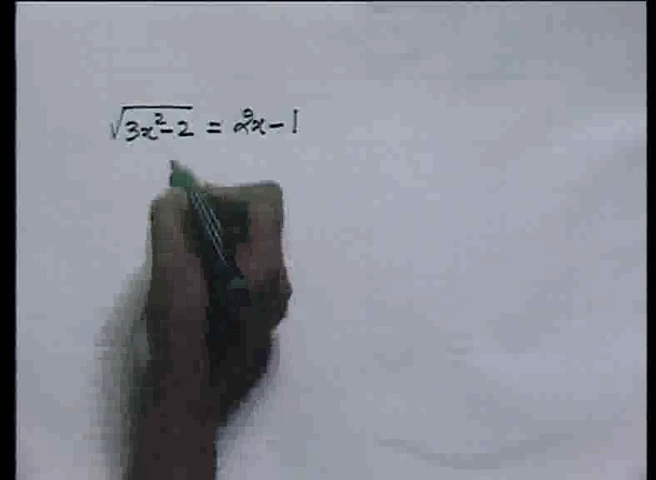 √(3x²-2) = 2x-1